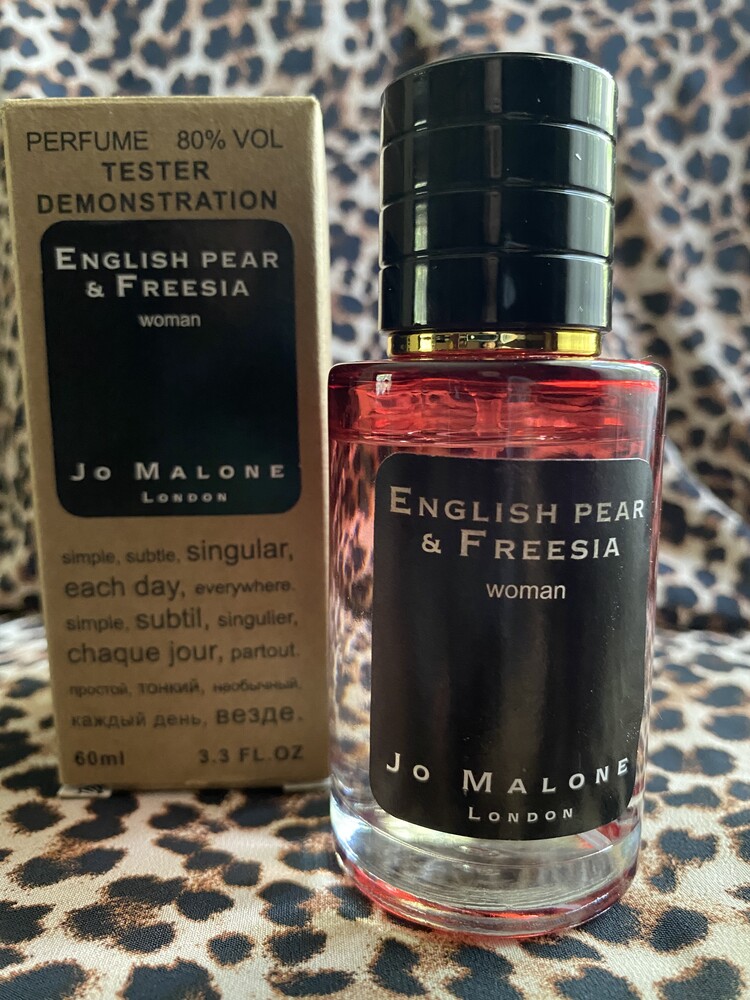 PERFUME 80% VOL
TESTER
DEMONSTRATION
ENGLISH PEAR
& FREESIA
woman
JO MALONE
LONDON
simple, subtle, singular,
each day, everywhere.
simple, subtil, singulier,
chaque jour, partout.
простой, тонкий, необычный,
каждый день, везде.
60ml 3.3 FL.OZ
ENGLISH PEAR
& FREESIA
woman
JO MALONE
LONDON